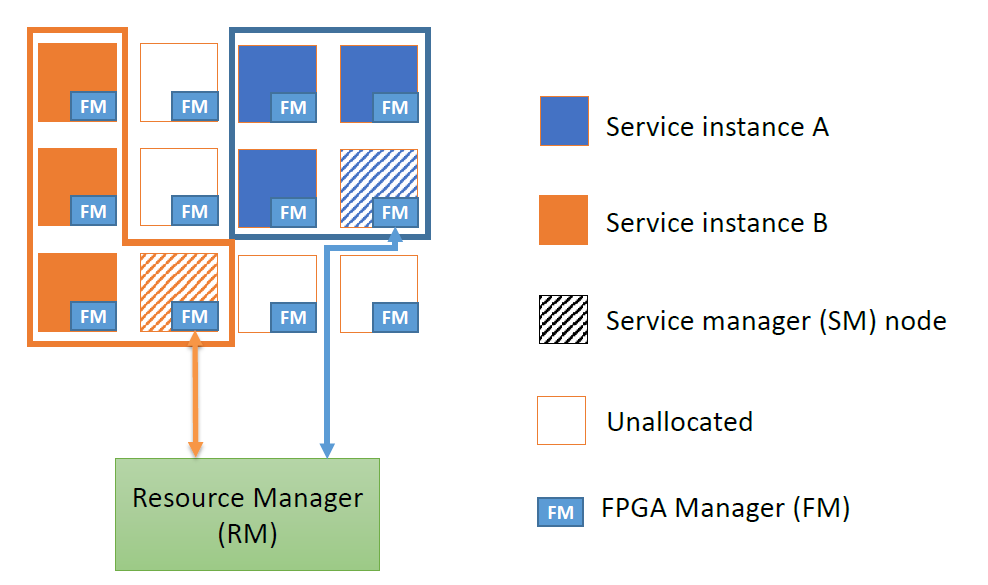 FM FM FM FM
FM FM FM FM
FM FM FM FM
Resource Manager
(RM)
Service instance A
Service instance B
Service manager (SM) node
Unallocated
FM FPGA Manager (FM)